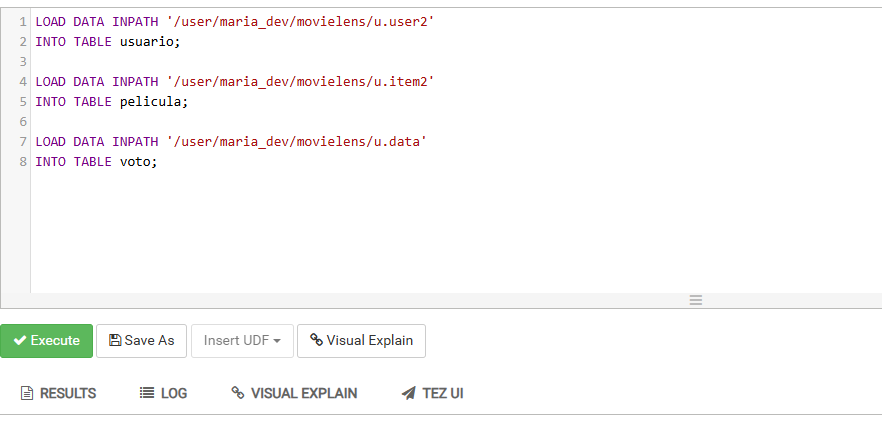 1 LOAD DATA INPATH '/user/maria_dev/movielens/u.user2'
2 INTO TABLE usuario;
3
4 LOAD DATA INPATH '/user/maria_dev/movielens/u.item2'
5 INTO TABLE pelicula;
6
7 LOAD DATA INPATH '/user/maria_dev/movielens/u.data'
8 INTO TABLE voto;
Execute Save As Insert UDF Visual Explain
RESULTS LOG VISUAL EXPLAIN TEZ UI